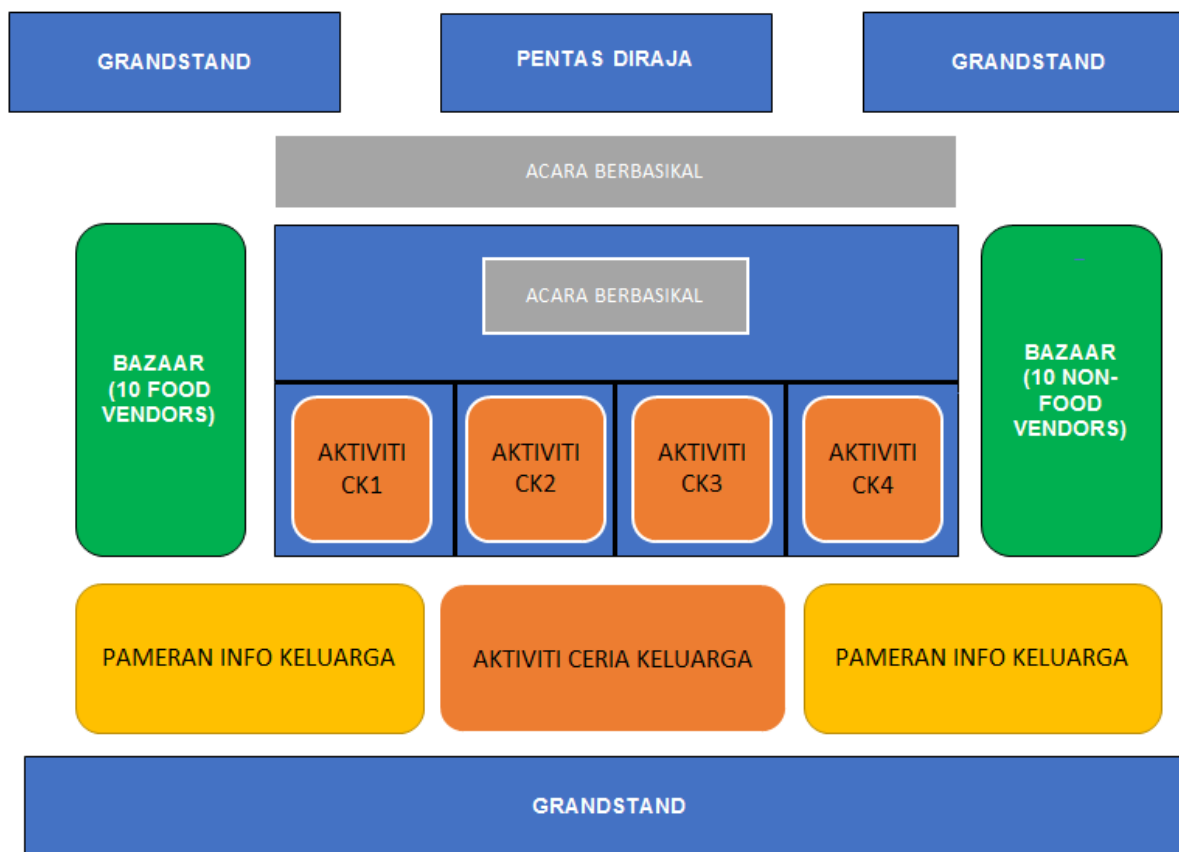 GRANDSTAND
PENTAS DIRAJA
GRANDSTAND
ACARA BERBASIKAL
ACARA BERBASIKAL
BAZAAR
(10 FOOD
VENDORS)
BAZAAR
(10 NON-
FOOD
VENDORS)
AKTIVITI
CK1
AKTIVITI
CK2
AKTIVITI
CK3
AKTIVITI
CK4
PAMERAN INFO KELUARGA
AKTIVITI CERIA KELUARGA
PAMERAN INFO KELUARGA
GRANDSTAND